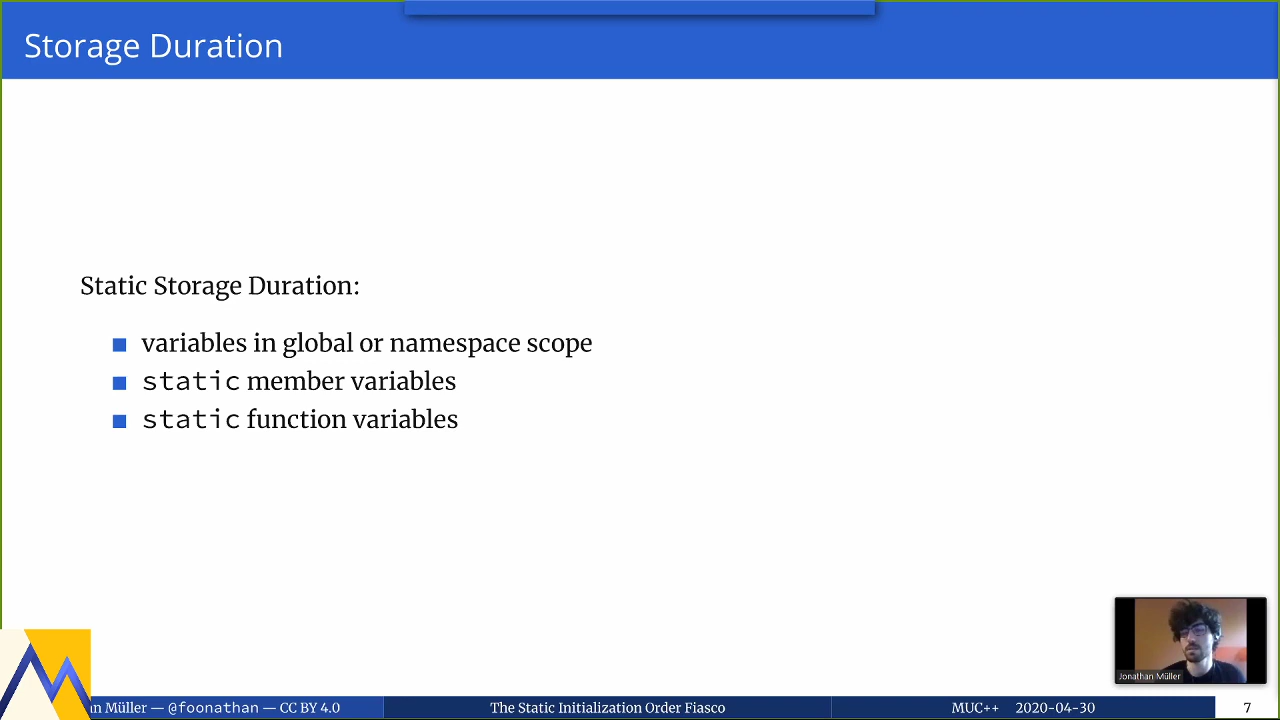 Storage Duration
Static Storage Duration:
variables in global or namespace scope
static member variables
static function variables
Jonathan Müller
an Müller — @foonathan — CC BY 4.0
The Static Initialization Order Fiasco
MUC++ 2020-04-30
7